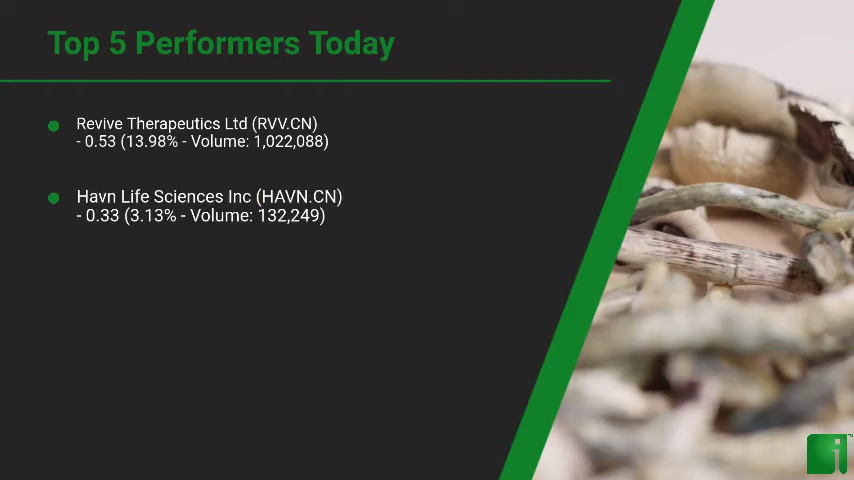 Top 5 Performers Today
Revive Therapeutics Ltd (RVV.CN)
- 0.53 (13.98% - Volume: 1,022,088)
Havn Life Sciences Inc (HAVN.CN)
- 0.33 (3.13% - Volume: 132,249)
i